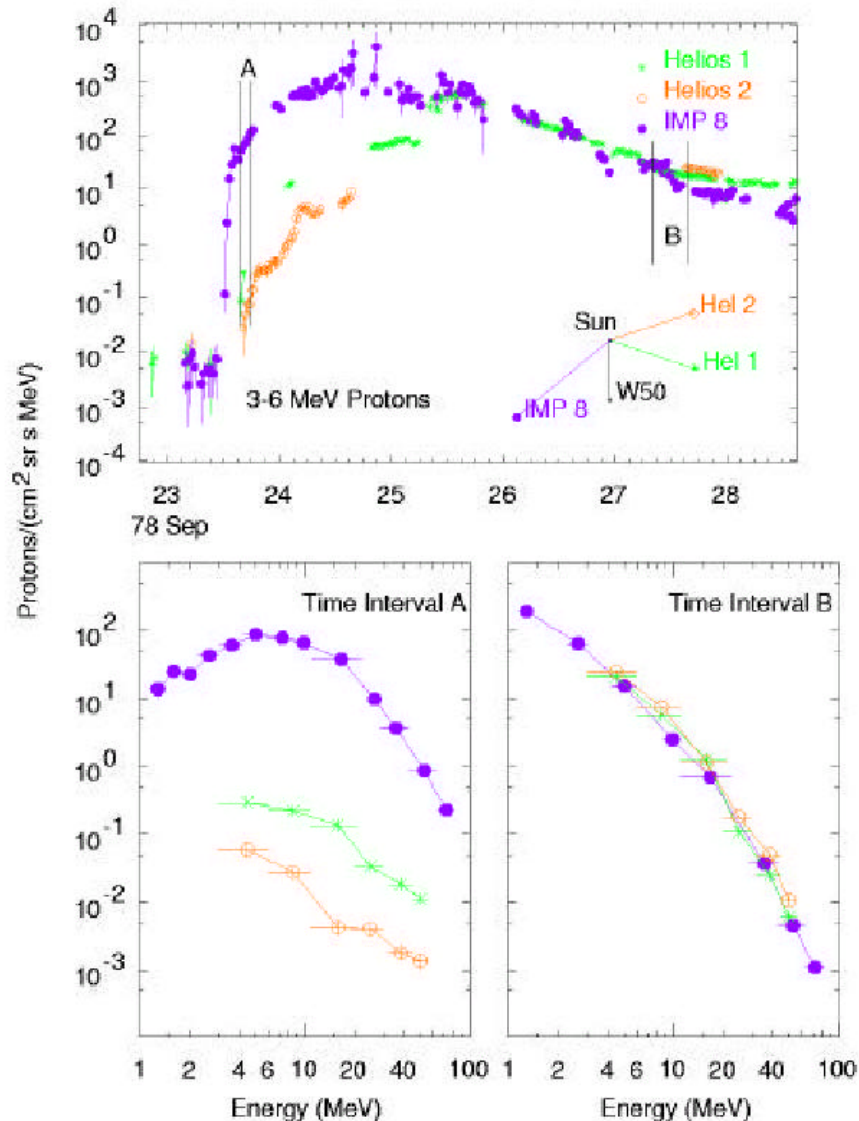 10^4
10^3
10^2
10^1
10^0
10^-1
10^-2
10^-3
10^-4
A
Helios 1
Helios 2
IMP 8
B
Sun
Hel 2
Hel 1
W50
IMP 8
3-6 MeV Protons
23 24 25 26 27 28
78 Sep
Protons/(cm^2 sr s MeV)
Time Interval A
Time Interval B
10^2
10^1
10^0
10^-1
10^-2
10^-3
1 2 4 6 10 20 40 100
1 2 4 6 10 20 40 100
Energy (MeV)
Energy (MeV)